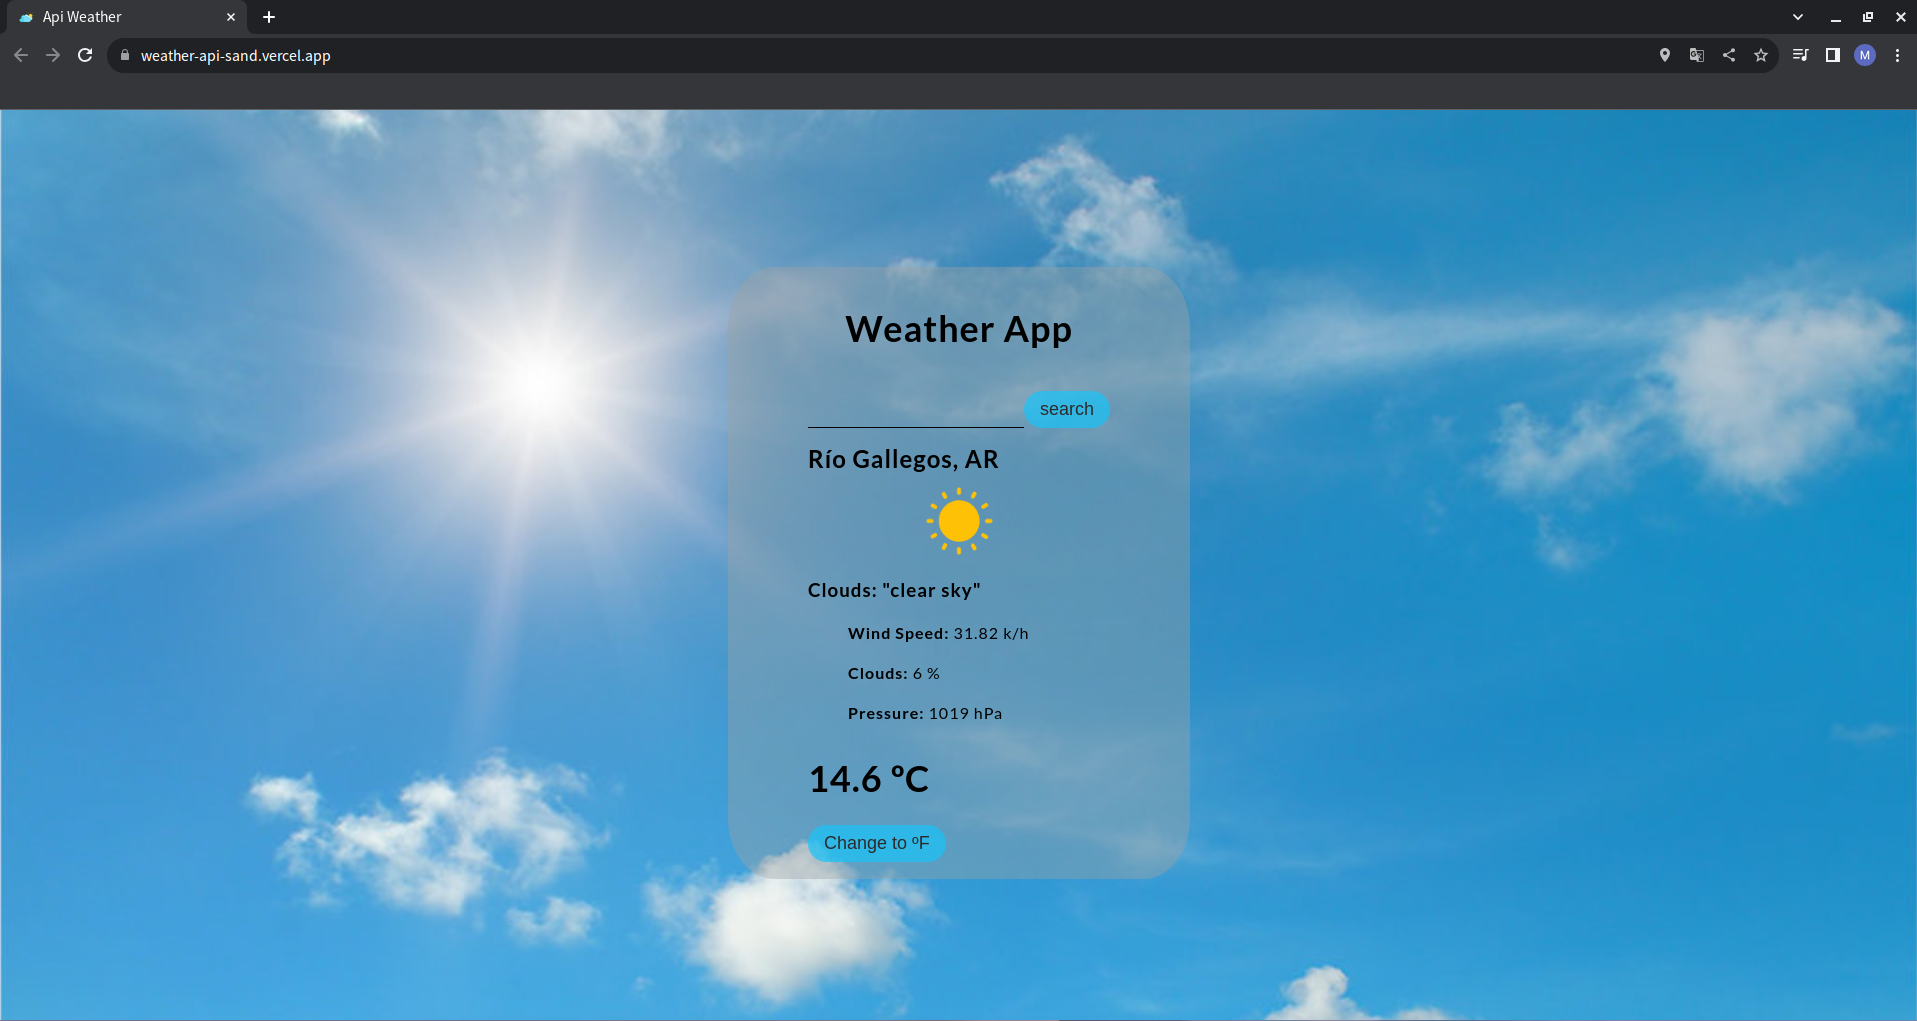 Api Weather
weather-api-sand.vercel.app
M
Weather App
search
Río Gallegos, AR
Clouds: "clear sky"
Wind Speed: 31.82 k/h
Clouds: 6 %
Pressure: 1019 hPa
14.6 ºC
Change to ºF